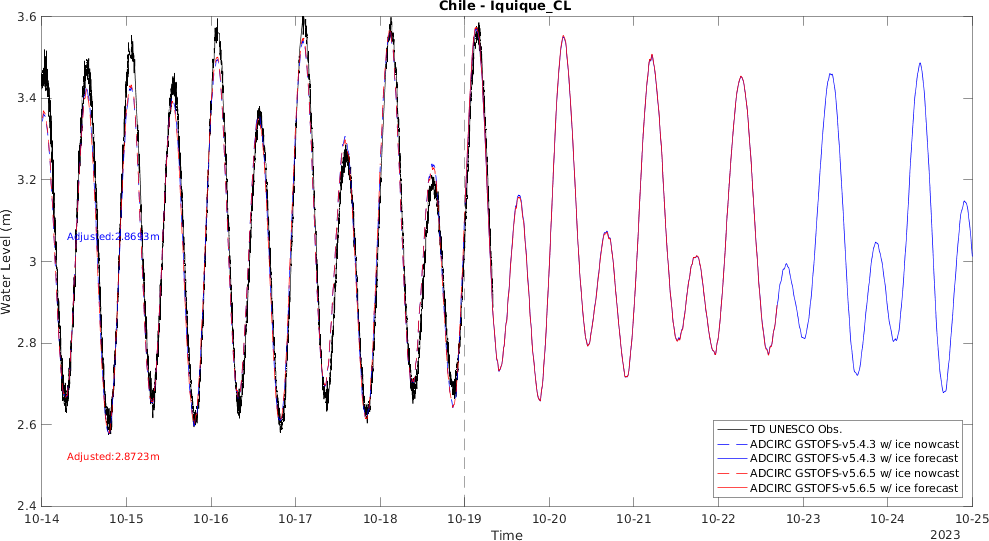 Chile - Iquique_CL
3.6
3.4
3.2
3
2.8
2.6
2.4
Water Level (m)
Adjusted:2.8693m
Adjusted:2.8723m
TD UNESCO Obs.
ADCIRC GSTOFS-v5.4.3 w/ ice nowcast
ADCIRC GSTOFS-v5.4.3 w/ ice forecast
ADCIRC GSTOFS-v5.6.5 w/ ice nowcast
ADCIRC GSTOFS-v5.6.5 w/ ice forecast
10-14 10-15 10-16 10-17 10-18 10-19 10-20 10-21 10-22 10-23 10-24 10-25
Time
2023